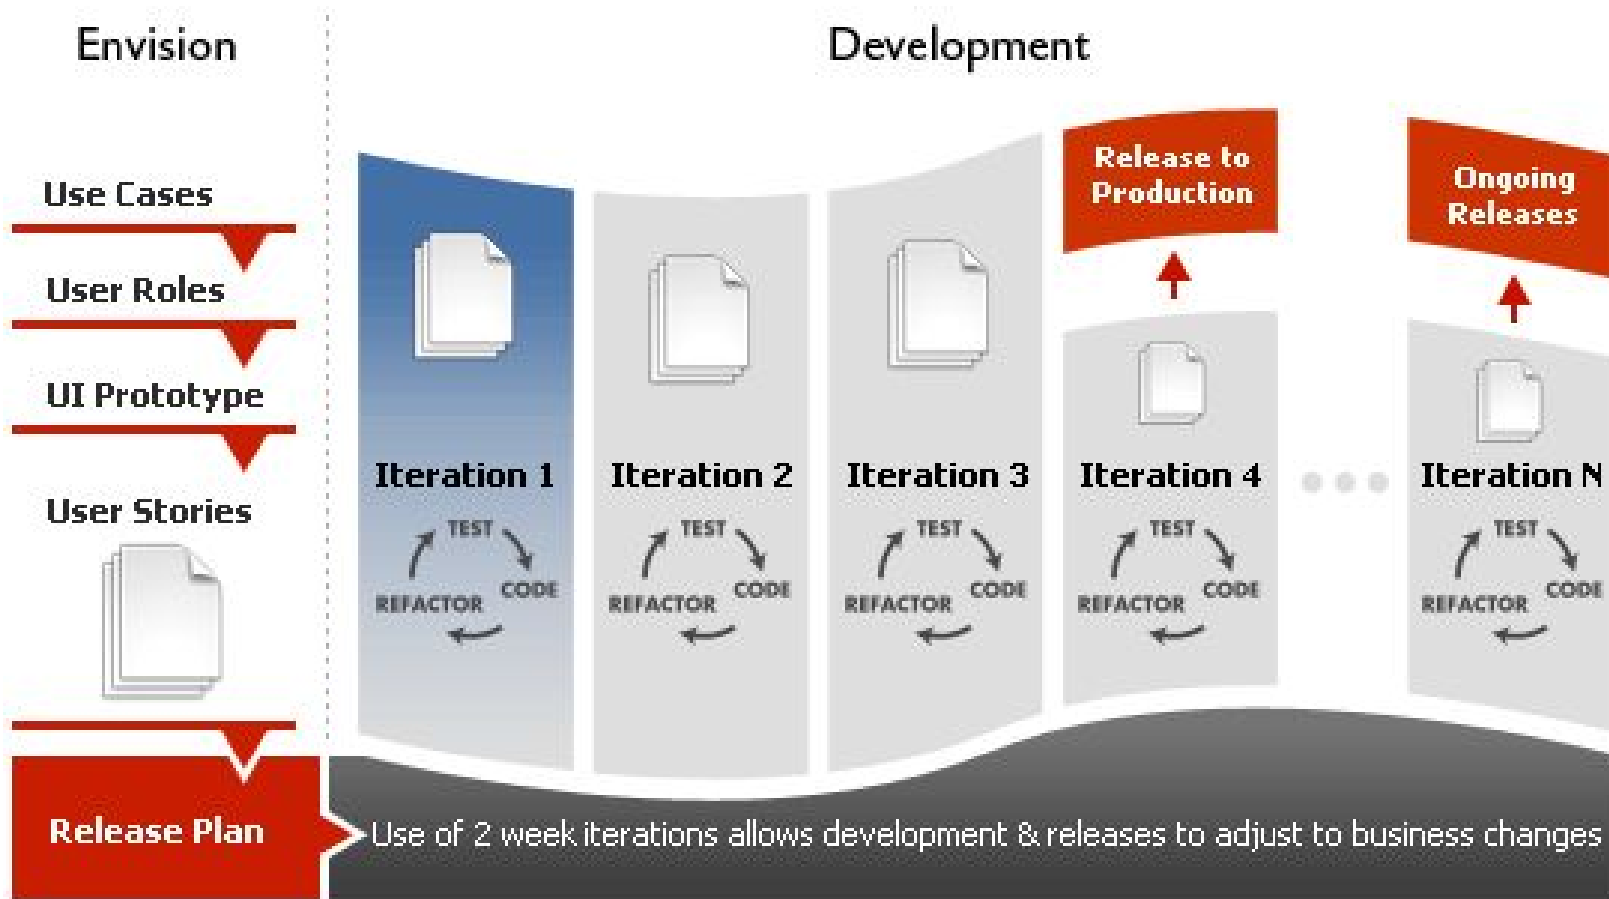 Envision
Use Cases
User Roles
UI Prototype
User Stories
Release Plan
Development
Iteration 1
TEST
CODE
REFACTOR
Iteration 2
TEST
CODE
REFACTOR
Iteration 3
TEST
CODE
REFACTOR
Release to
Production
Iteration 4
TEST
CODE
REFACTOR
Ongoing
Releases
Iteration N
TEST
CODE
REFACTOR
Use of 2 week iterations allows development & releases to adjust to business changes